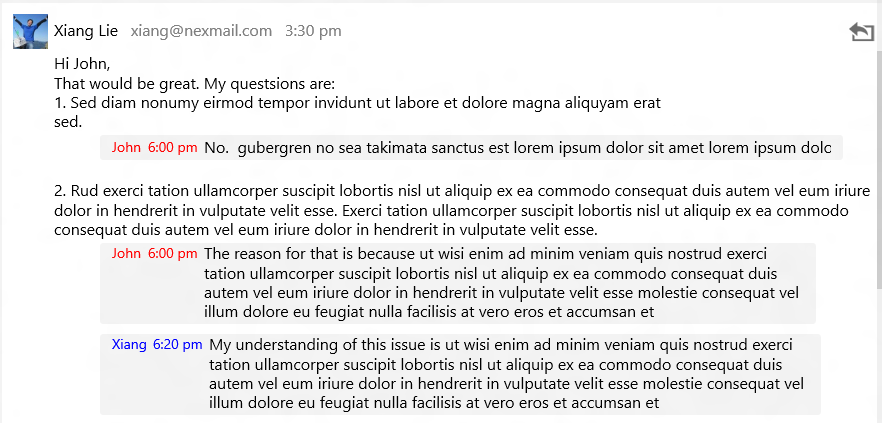 Xiang Lie xiang@nexmail.com 3:30 pm
Hi John,
That would be great. My questsions are:
1. Sed diam nonumy eirmod tempor invidunt ut labore et dolore magna aliquyam erat
sed.
John 6:00 pm No. gubergren no sea takimata sanctus est lorem ipsum dolor sit amet lorem ipsum dolc
2. Rud exerci tation ullamcorper suscipit lobortis nisl ut aliquip ex ea commodo consequat duis autem vel eum iriure
dolor in hendrerit in vulputate velit esse. Exerci tation ullamcorper suscipit lobortis nisl ut aliquip ex ea commodo
consequat duis autem vel eum iriure dolor in hendrerit in vulputate velit esse.
John 6:00 pm The reason for that is because ut wisi enim ad minim veniam quis nostrud exerci
tation ullamcorper suscipit lobortis nisl ut aliquip ex ea commodo consequat duis
autem vel eum iriure dolor in hendrerit in vulputate velit esse molestie consequat vel
illum dolore eu feugiat nulla facilisis at vero eros et accumsan et
Xiang 6:20 pm My understanding of this issue is ut wisi enim ad minim veniam quis nostrud exerci
tation ullamcorper suscipit lobortis nisl ut aliquip ex ea commodo consequat duis
autem vel eum iriure dolor in hendrerit in vulputate velit esse molestie consequat vel
illum dolore eu feugiat nulla facilisis at vero eros et accumsan et